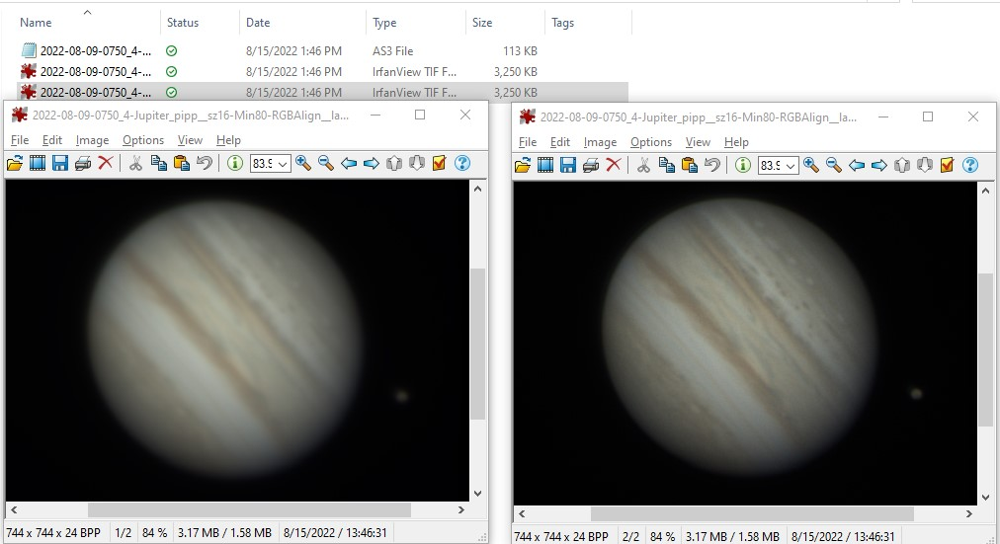 Name Status Date Type Size Tags
2022-08-09-0750_4-... 8/15/2022 1:46 PM AS3 File 113 KB
2022-08-09-0750_4-... 8/15/2022 1:46 PM IrfanView TIF F... 3,250 KB
2022-08-09-0750_4-... 8/15/2022 1:46 PM IrfanView TIF F... 3,250 KB
2022-08-09-0750_4-Jupiter_pipp__sz16-Min80-RGBAlign__la...
File Edit Image Options View Help
83.9
744 x 744 x 24 BPP 1/2 84 % 3.17 MB / 1.58 MB 8/15/2022 / 13:46:31
2022-08-09-0750_4-Jupiter_pipp__sz16-Min80-RGBAlign__la...
File Edit Image Options View Help
83.9
744 x 744 x 24 BPP 2/2 84 % 3.17 MB / 1.58 MB 8/15/2022 / 13:46:31